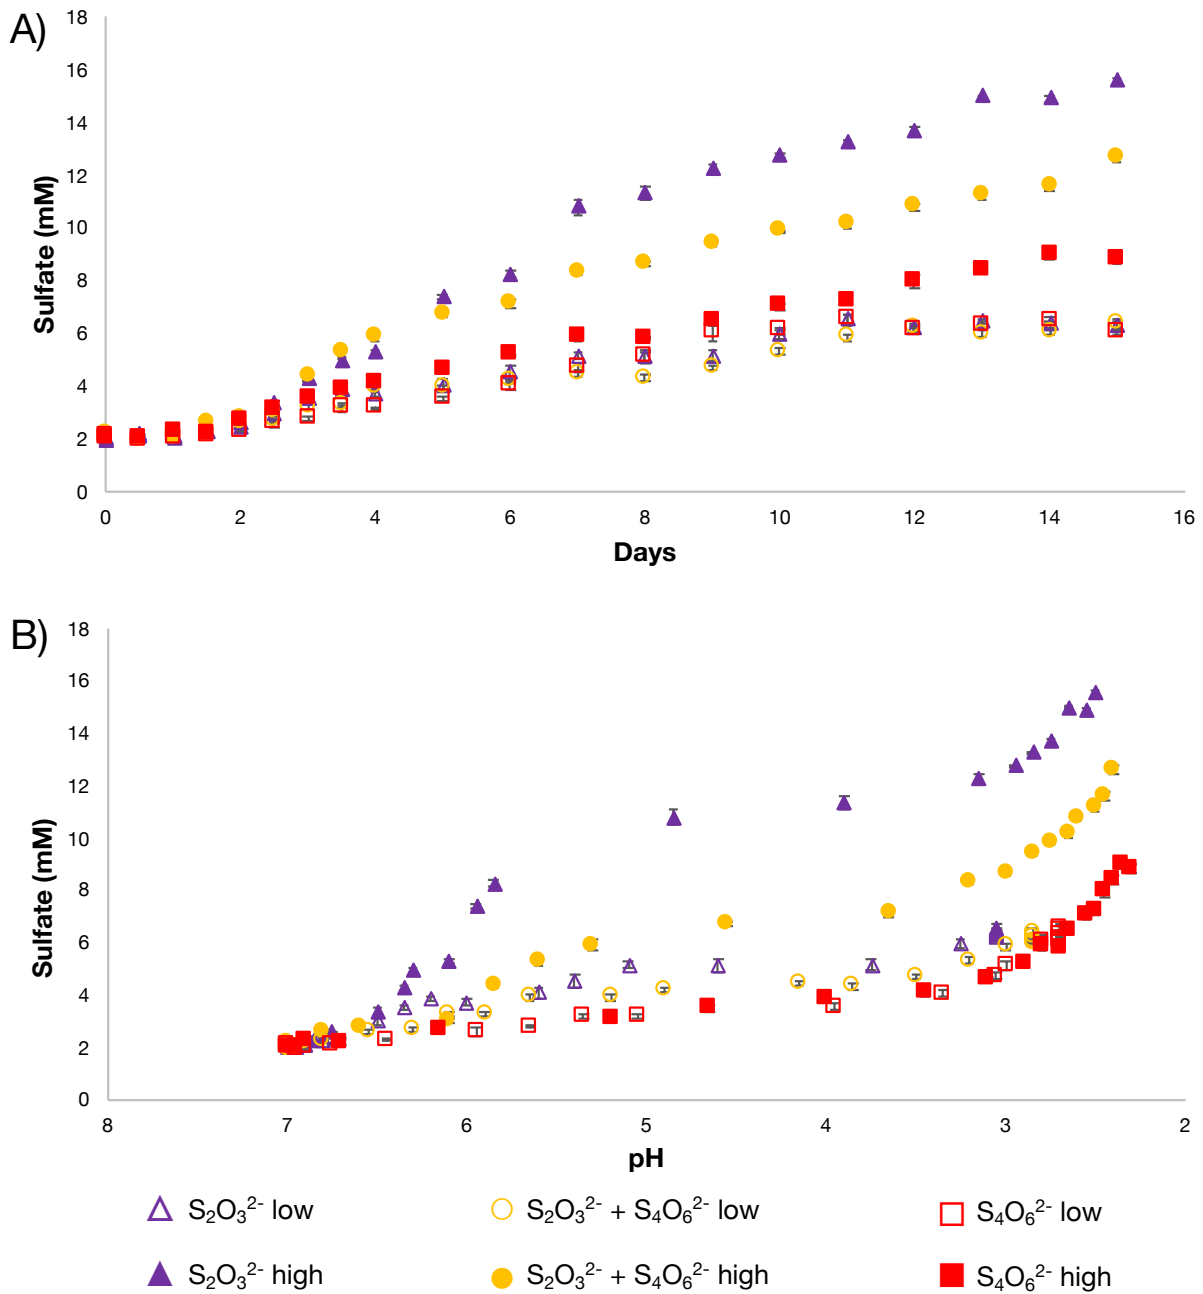 A)
18
16
14
12
10
8
6
4
2
0
Sulfate (mM)
0 2 4 6 8 10 12 14 16
Days
B)
18
16
14
12
10
8
6
4
2
0
Sulfate (mM)
8 7 6 5 4 3 2
pH
S₂O₃²⁻ low S₂O₃²⁻ + S₄O₆²⁻ low S₄O₆²⁻ low
S₂O₃²⁻ high S₂O₃²⁻ + S₄O₆²⁻ high S₄O₆²⁻ high